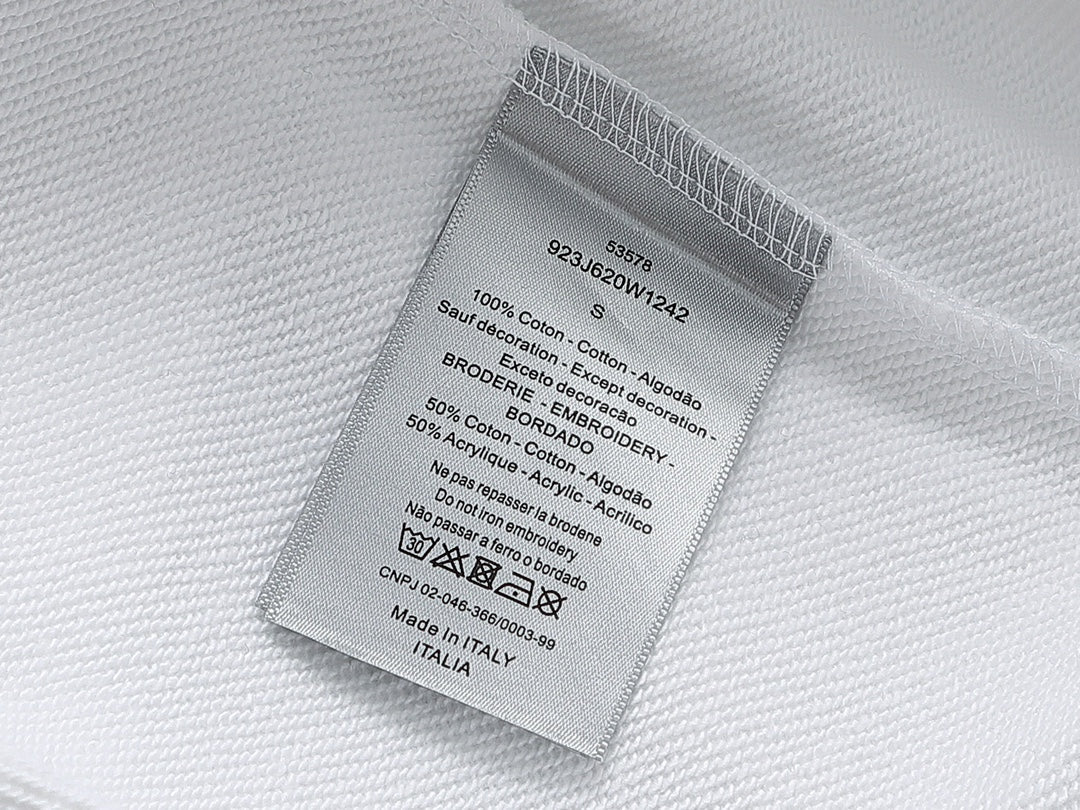 53578
923J620W1242
S
100% Coton - Cotton - Algodão
Sauf décoration - Except decoration -
Exceto decoracão
BRODERIE - EMBROIDERY -
BORDADO
50% Coton - Cotton - Algodão
50% Acrylique - Acrylic - Acrílico
Ne pas repasser la brodene
Do not iron embroidery
Não passar a ferro o bordado
30
CNPJ 02-046-366/0003-99
Made In ITALY
ITALIA